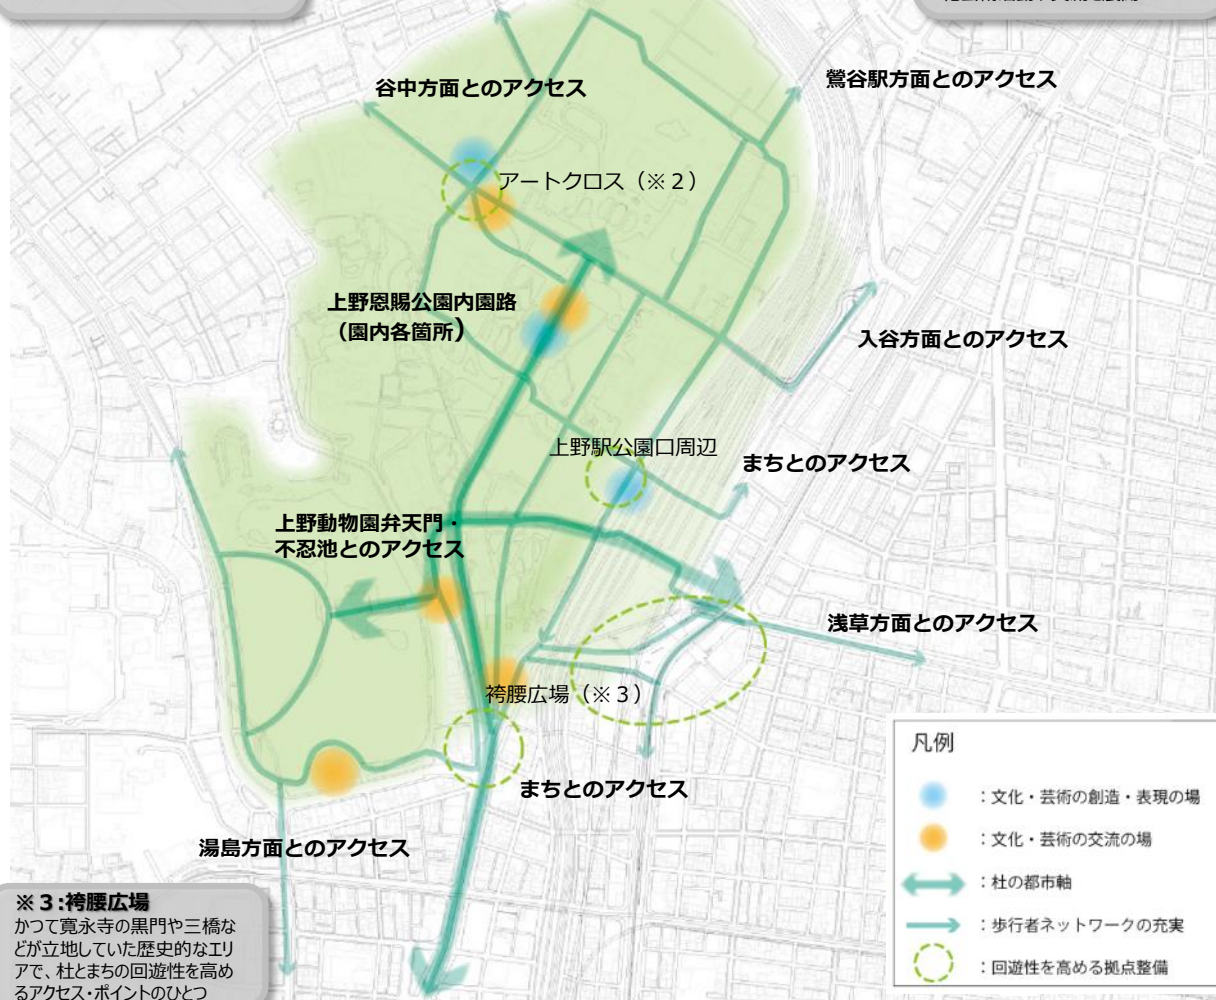 谷中方面とのアクセス
鶯谷駅方面とのアクセス
アートクロス（※２）
上野恩賜公園内園路
（園内各箇所）
入谷方面とのアクセス
上野駅公園口周辺
まちとのアクセス
上野動物園弁天門・
不忍池とのアクセス
浅草方面とのアクセス
袴腰広場（※３）
まちとのアクセス
湯島方面とのアクセス
凡例
：文化・芸術の創造・表現の場
：文化・芸術の交流の場
：杜の都市軸
：歩行者ネットワークの充実
：回遊性を高める拠点整備
※３:袴腰広場
かつて寛永寺の黒門や三橋な
どが立地していた歴史的なエリ
アで、杜とまちの回遊性を高め
るアクセス・ポイントのひとつ